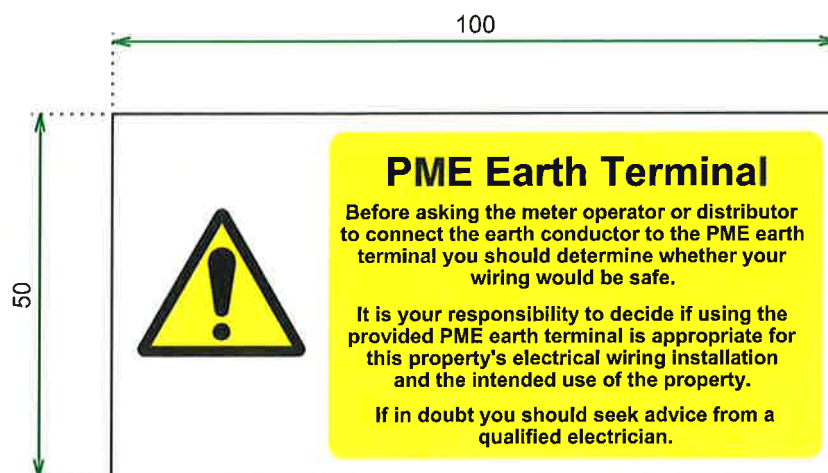 100
50
PME Earth Terminal
Before asking the meter operator or distributor
to connect the earth conductor to the PME earth
terminal you should determine whether your
wiring would be safe.
It is your responsibility to decide if using the
provided PME earth terminal is appropriate for
this property's electrical wiring installation
and the intended use of the property.
If in doubt you should seek advice from a
qualified electrician.